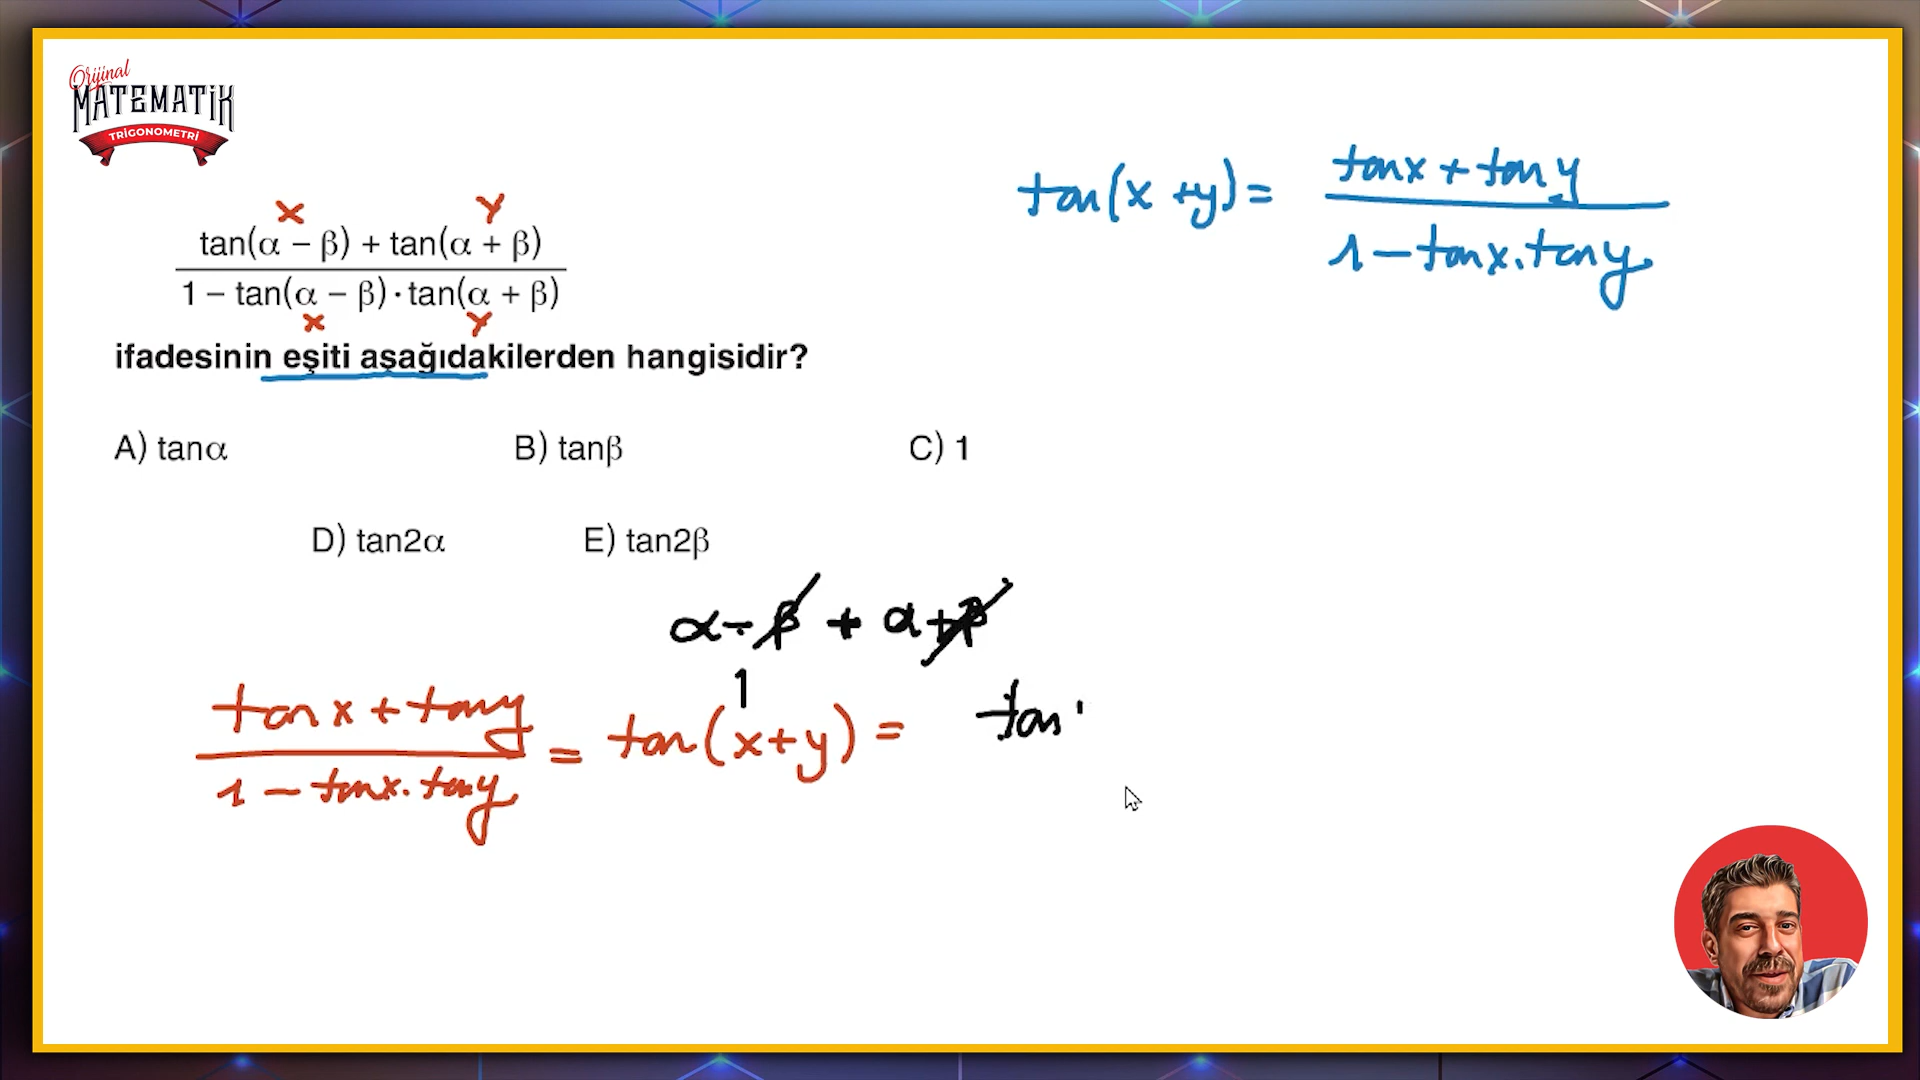 Orijinal
MATEMATİK
TRİGONOMETRİ
tan(x+y) = tanx + tany
1 - tanx.tany
x y
tan(α – β) + tan(α + β)
1 – tan(α – β) · tan(α + β)
x y
ifadesinin eşiti aşağıdakilerden hangisidir?
A) tanα B) tanβ C) 1
D) tan2α E) tan2β
α - β + α + β
tanx + tany = tan(x+y) = tan
1 - tanx.tany